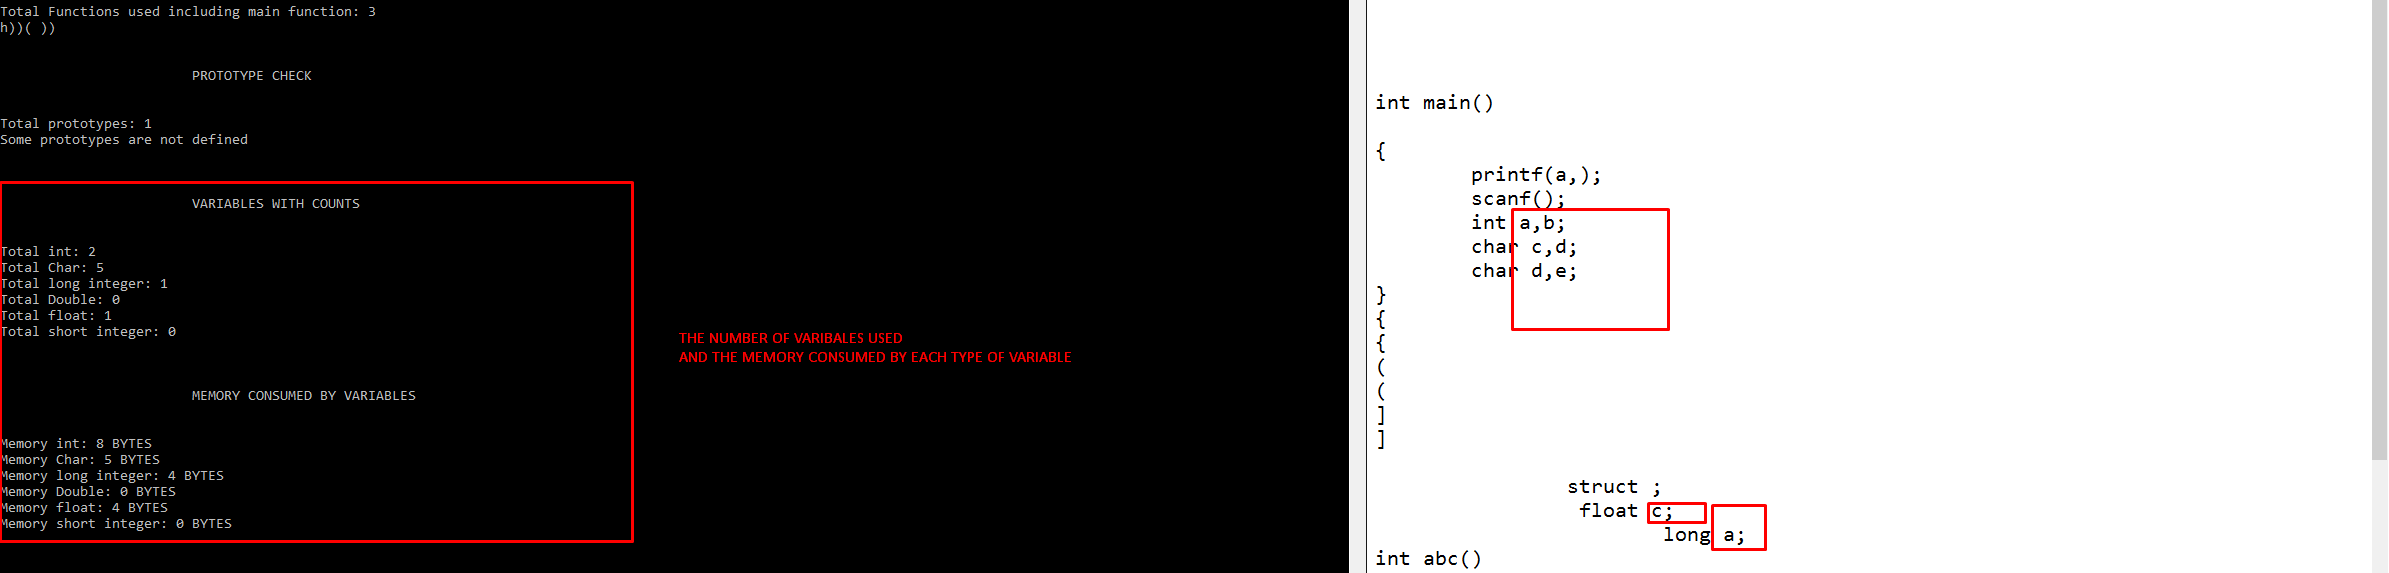 Total Functions used including main function: 3
h))( ))
PROTOTYPE CHECK
Total prototypes: 1
Some prototypes are not defined
VARIABLES WITH COUNTS
Total int: 2
Total Char: 5
Total long integer: 1
Total Double: 0
Total float: 1
Total short integer: 0
MEMORY CONSUMED BY VARIABLES
Memory int: 8 BYTES
Memory Char: 5 BYTES
Memory long integer: 4 BYTES
Memory Double: 0 BYTES
Memory float: 4 BYTES
Memory short integer: 0 BYTES
THE NUMBER OF VARIBALES USED
AND THE MEMORY CONSUMED BY EACH TYPE OF VARIABLE
int main()
{
printf(a,);
scanf();
int a,b;
char c,d;
char d,e;
}
{
{
(
(
]
]
struct ;
float c;
long a;
int abc()